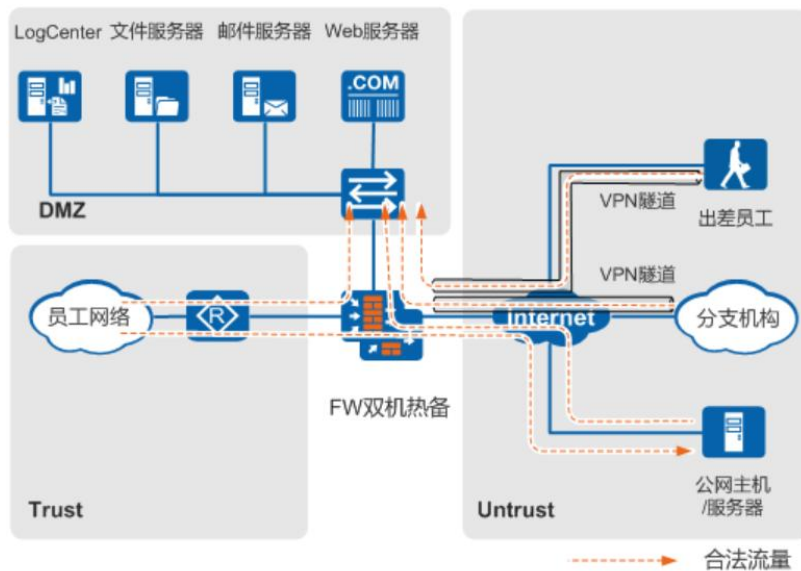 LogCenter 文件服务器 邮件服务器 Web服务器
.COM
DMZ
VPN隧道
出差员工
VPN隧道
员工网络
R
Internet
分支机构
FW双机热备
公网主机
/服务器
Trust
Untrust
合法流量